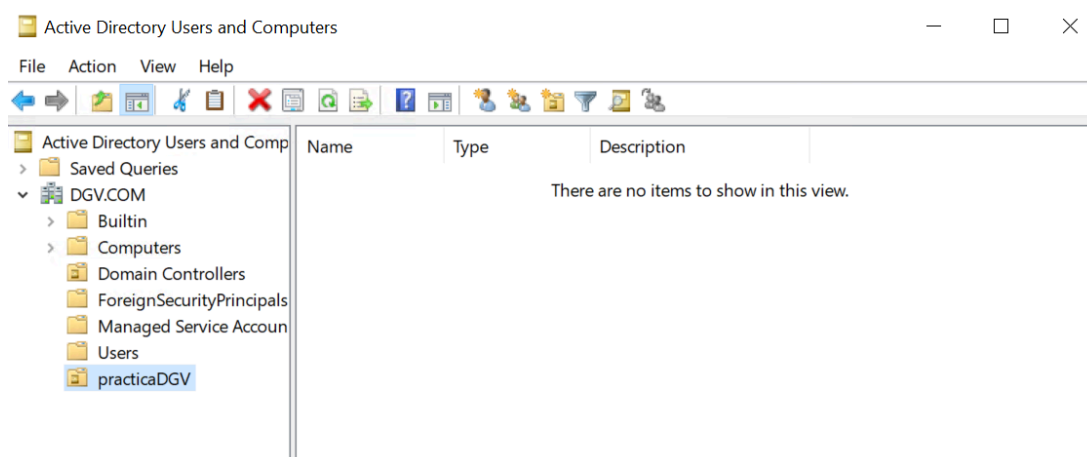 Active Directory Users and Computers
File Action View Help
Active Directory Users and Comp
Name Type Description
Saved Queries
There are no items to show in this view.
DGV.COM
Builtin
Computers
Domain Controllers
ForeignSecurityPrincipals
Managed Service Accoun
Users
practicaDGV